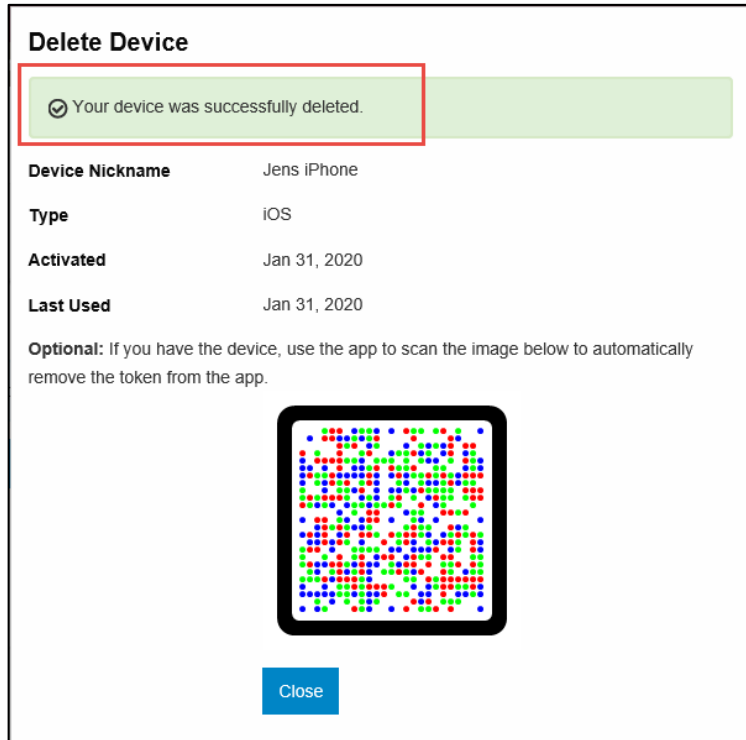 Delete Device
Your device was successfully deleted.
Device Nickname Jens iPhone
Type iOS
Activated Jan 31, 2020
Last Used Jan 31, 2020
Optional: If you have the device, use the app to scan the image below to automatically
remove the token from the app.
Close